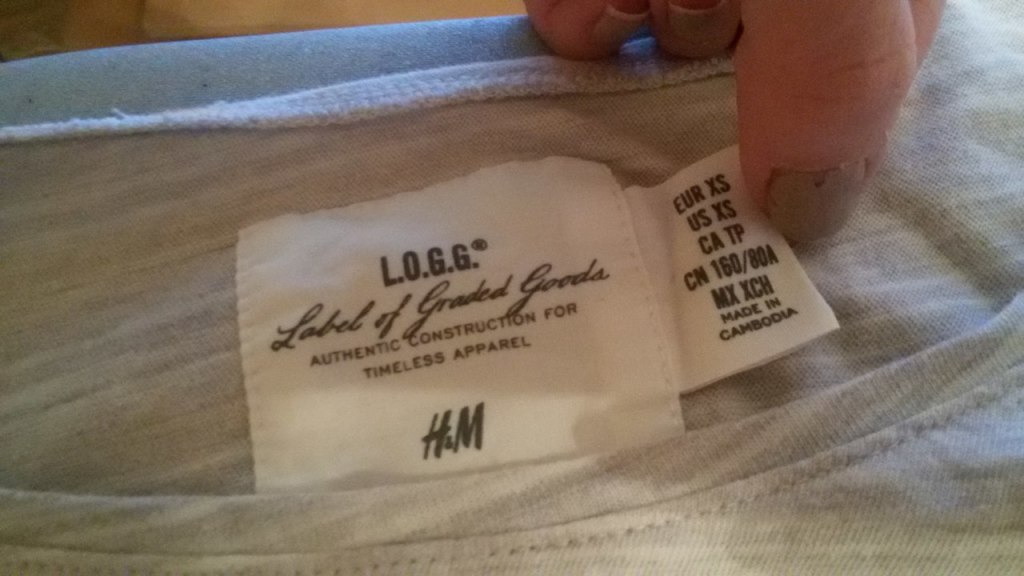 L.O.G.G.®
Label of Graded Goods
AUTHENTIC CONSTRUCTION FOR
TIMELESS APPAREL
H&M
EUR XS
US XS
CA TP
CN 160/80A
MX XCH
MADE IN
CAMBODIA